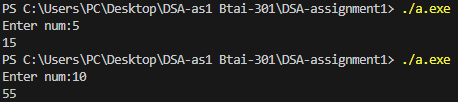 PS C:\Users\PC\Desktop\DSA-as1 Btai-301\DSA-assignment1> ./a.exe
Enter num:5
15
PS C:\Users\PC\Desktop\DSA-as1 Btai-301\DSA-assignment1> ./a.exe
Enter num:10
55